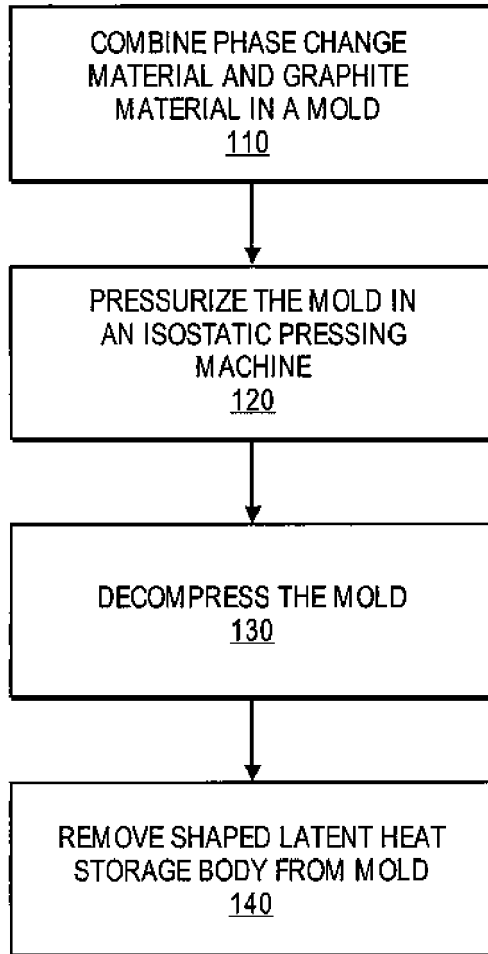 COMBINE PHASE CHANGE
MATERIAL AND GRAPHITE
MATERIAL IN A MOLD
110
PRESSURIZE THE MOLD IN
AN ISOSTATIC PRESSING
MACHINE
120
DECOMPRESS THE MOLD
130
REMOVE SHAPED LATENT HEAT
STORAGE BODY FROM MOLD
140